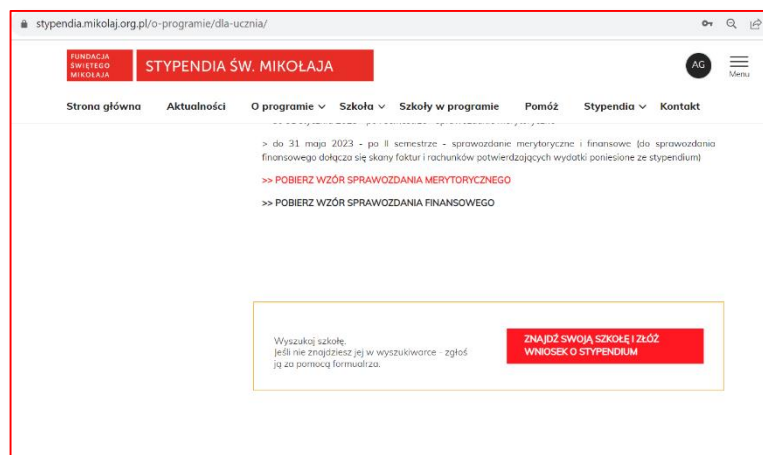 stypendia.mikolaj.org.pl/o-programie/dla-ucznia/
FUNDACJA
ŚWIĘTEGO
MIKOŁAJA
STYPENDIA ŚW. MIKOŁAJA
AG
Menu
Strona główna Aktualności O programie Szkoła Szkoły w programie Pomóż Stypendia Kontakt
> do 31 maja 2023 - po II semestrze - sprawozdanie merytoryczne i finansowe (do sprawozdania
finansowego dołącza się skany faktur i rachunków potwierdzających wydatki poniesione ze stypendium)
>> POBIERZ WZÓR SPRAWOZDANIA MERYTORYCZNEGO
>> POBIERZ WZÓR SPRAWOZDANIA FINANSOWEGO
Wyszukaj szkołę.
Jeśli nie znajdziesz jej w wyszukiwarce - zgłoś
ją za pomocą formualrza.
ZNAJDŹ SWOJĄ SZKOŁĘ I ZŁÓŻ
WNIOSEK O STYPENDIUM